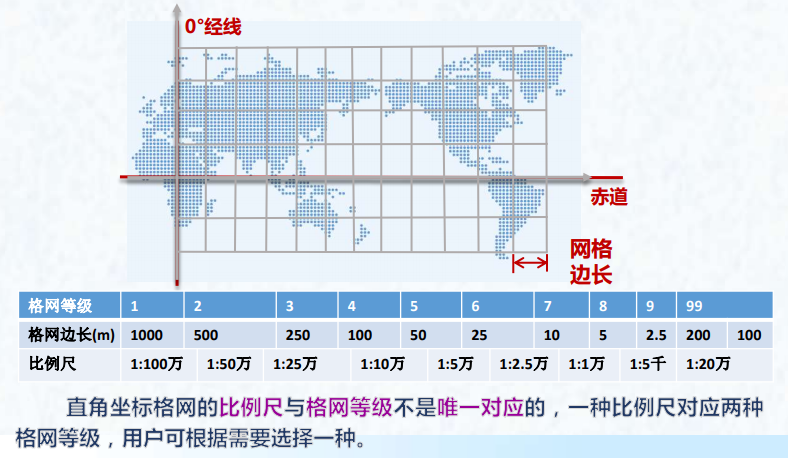 0°经线
赤道
网格
边长
格网等级 1 2 3 4 5 6 7 8 9 99
格网边长(m) 1000 500 250 100 50 25 10 5 2.5 200 100
比例尺 1:100万 1:50万 1:25万 1:10万 1:5万 1:2.5万 1:1万 1:5千 1:20万
直角坐标格网的比例尺与格网等级不是唯一对应的，一种比例尺对应两种
格网等级，用户可根据需要选择一种。